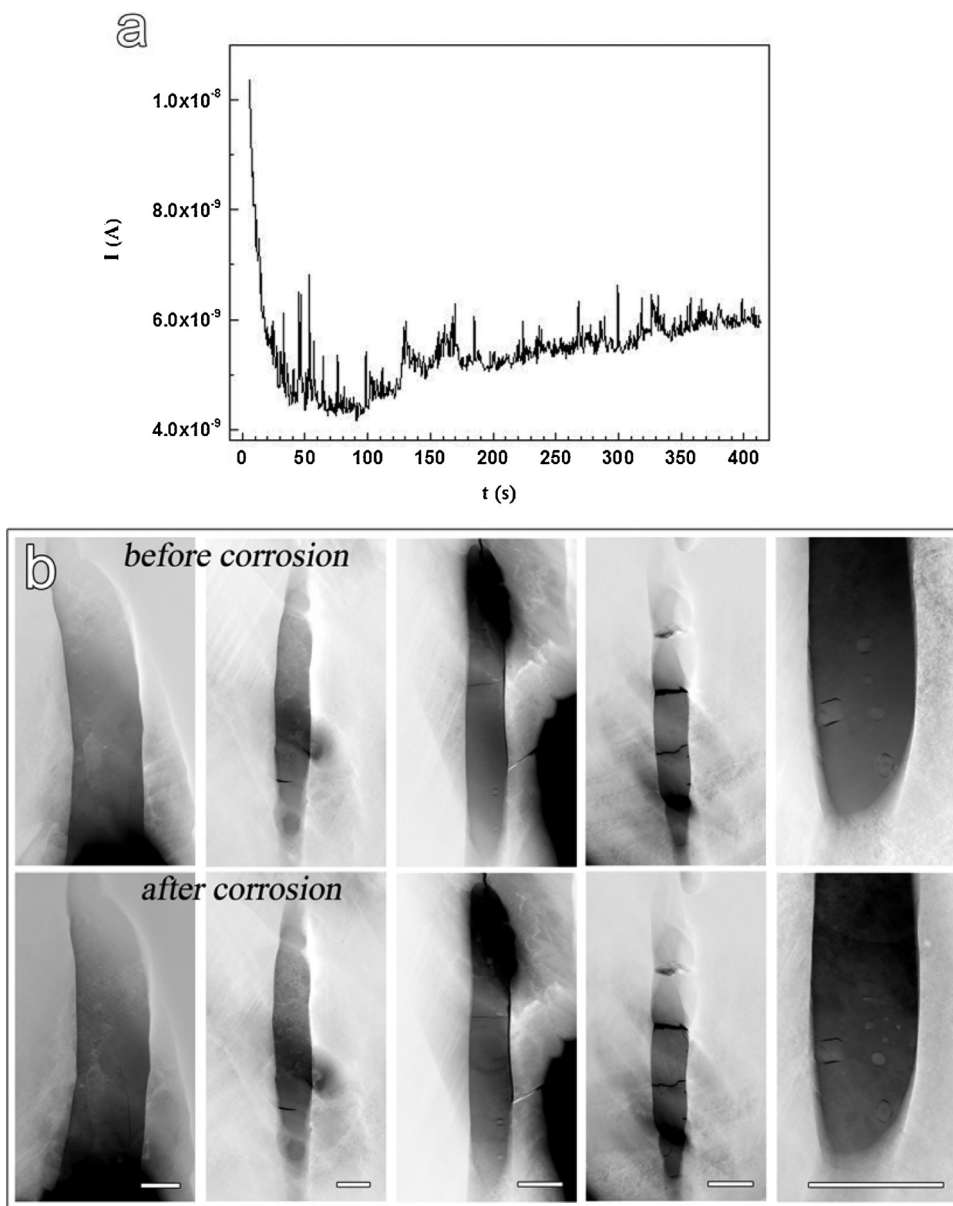 a
1.0x10-8
8.0x10-9
6.0x10-9
4.0x10-9
I (A)
0 50 100 150 200 250 300 350 400
t (s)
b
before corrosion
after corrosion